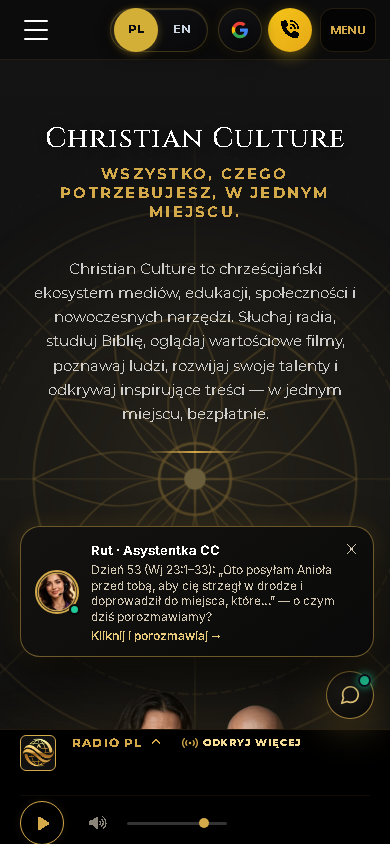 PL
EN
MENU
Christian Culture
WSZYSTKO, CZEGO
POTRZEBUJESZ, W JEDNYM
MIEJSCU.
Christian Culture to chrześcijański
ekosystem mediów, edukacji, społeczności i
nowoczesnych narzędzi. Słuchaj radia,
studiuj Biblię, oglądaj wartościowe filmy,
poznawaj ludzi, rozwijaj swoje talenty i
odkrywaj inspirujące treści — w jednym
miejscu, bezpłatnie.
Rut · Asystentka CC
Dzień 53 (Wj 23:1–33): „Oto posyłam Anioła
przed tobą, aby cię strzegł w drodze i
doprowadził do miejsca, które…” — o czym
dziś porozmawiamy?
Kliknij i porozmawiaj →
RADIO PL
ODKRYJ WIĘCEJ